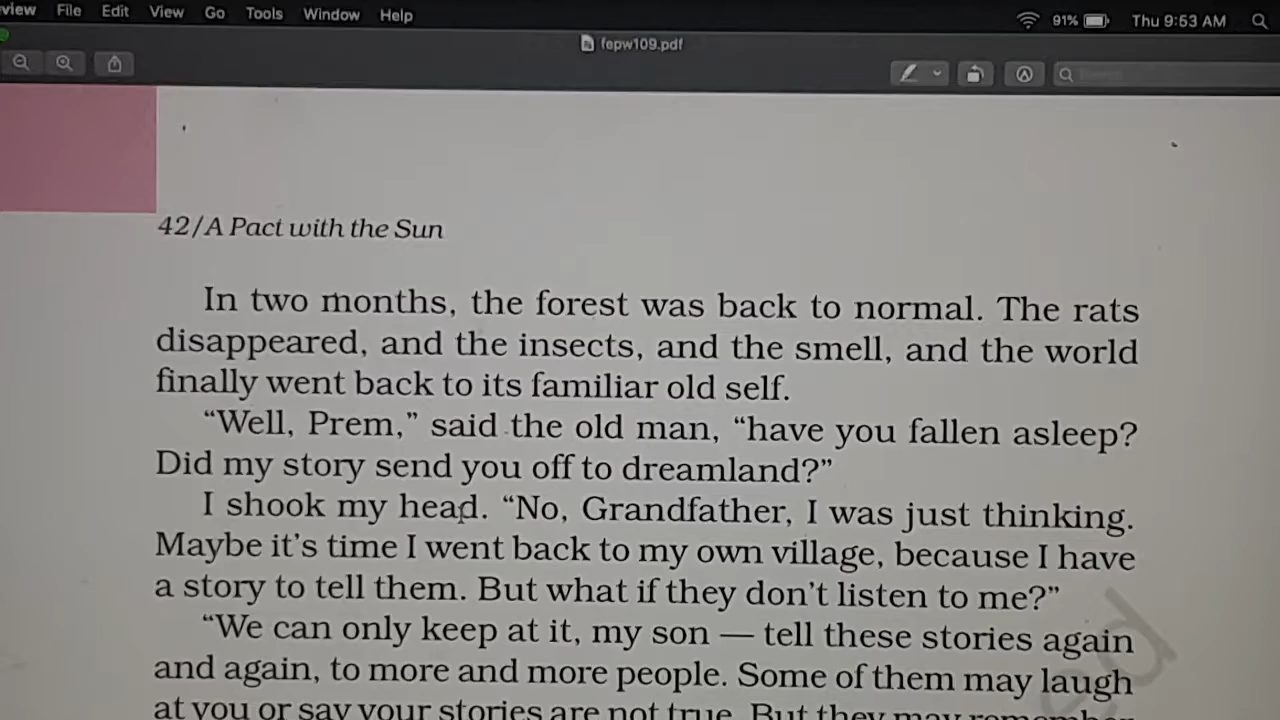 view File Edit View Go Tools Window Help 91% Thu 9:53 AM
fepw109.pdf
42/A Pact with the Sun
In two months, the forest was back to normal. The rats
disappeared, and the insects, and the smell, and the world
finally went back to its familiar old self.
“Well, Prem,” said the old man, “have you fallen asleep?
Did my story send you off to dreamland?”
I shook my head. “No, Grandfather, I was just thinking.
Maybe it’s time I went back to my own village, because I have
a story to tell them. But what if they don’t listen to me?”
“We can only keep at it, my son — tell these stories again
and again, to more and more people. Some of them may laugh
at you or say your stories are not true. But they may remember